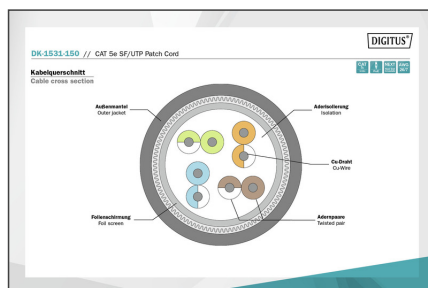 DIGITUS®
DK-1531-150 // CAT 5e SF/UTP Patch Cord
Kabelquerschnitt
Cable cross section
Außenmantel
Outer jacket
Aderisolierung
Isolation
Cu-Draht
Cu-Wire
Folienschirmung
Foil screen
Adernpaare
Twisted pair